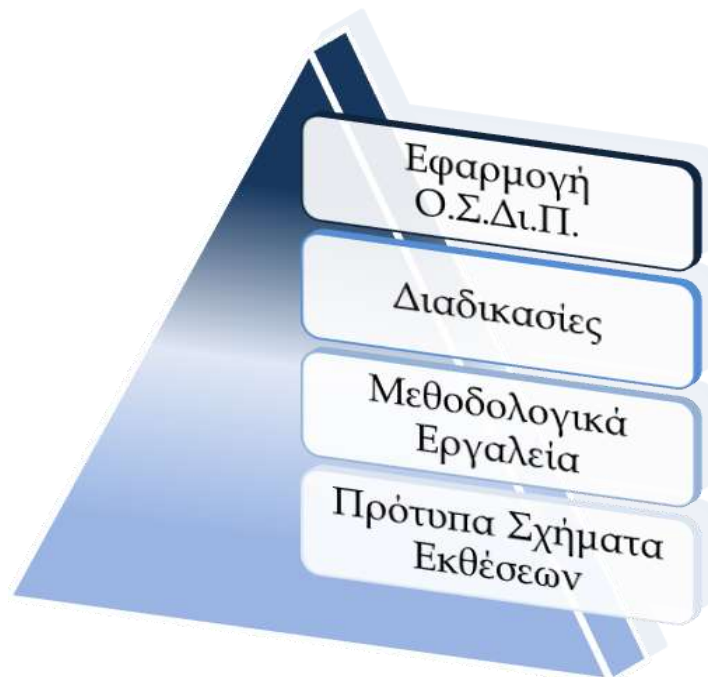 Εφαρμογή
Ο.Σ.Δι.Π.
Διαδικασίες
Μεθοδολογικά
Εργαλεία
Πρότυπα Σχήματα
Εκθέσεων